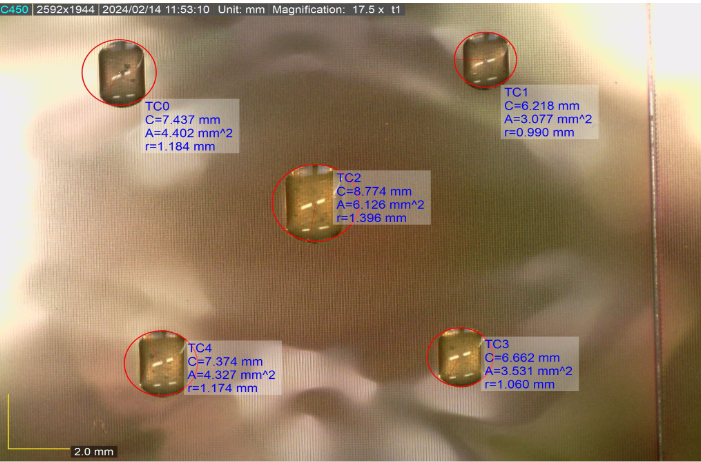 C450 2592x1944 2024/02/14 11:53:10 Unit: mm Magnification: 17.5 x t1
TC0
C=7.437 mm
A=4.402 mm^2
r=1.184 mm
TC1
C=6.218 mm
A=3.077 mm^2
r=0.990 mm
TC2
C=8.774 mm
A=6.126 mm^2
r=1.396 mm
TC4
C=7.374 mm
A=4.327 mm^2
r=1.174 mm
TC3
C=6.662 mm
A=3.531 mm^2
r=1.060 mm
2.0 mm